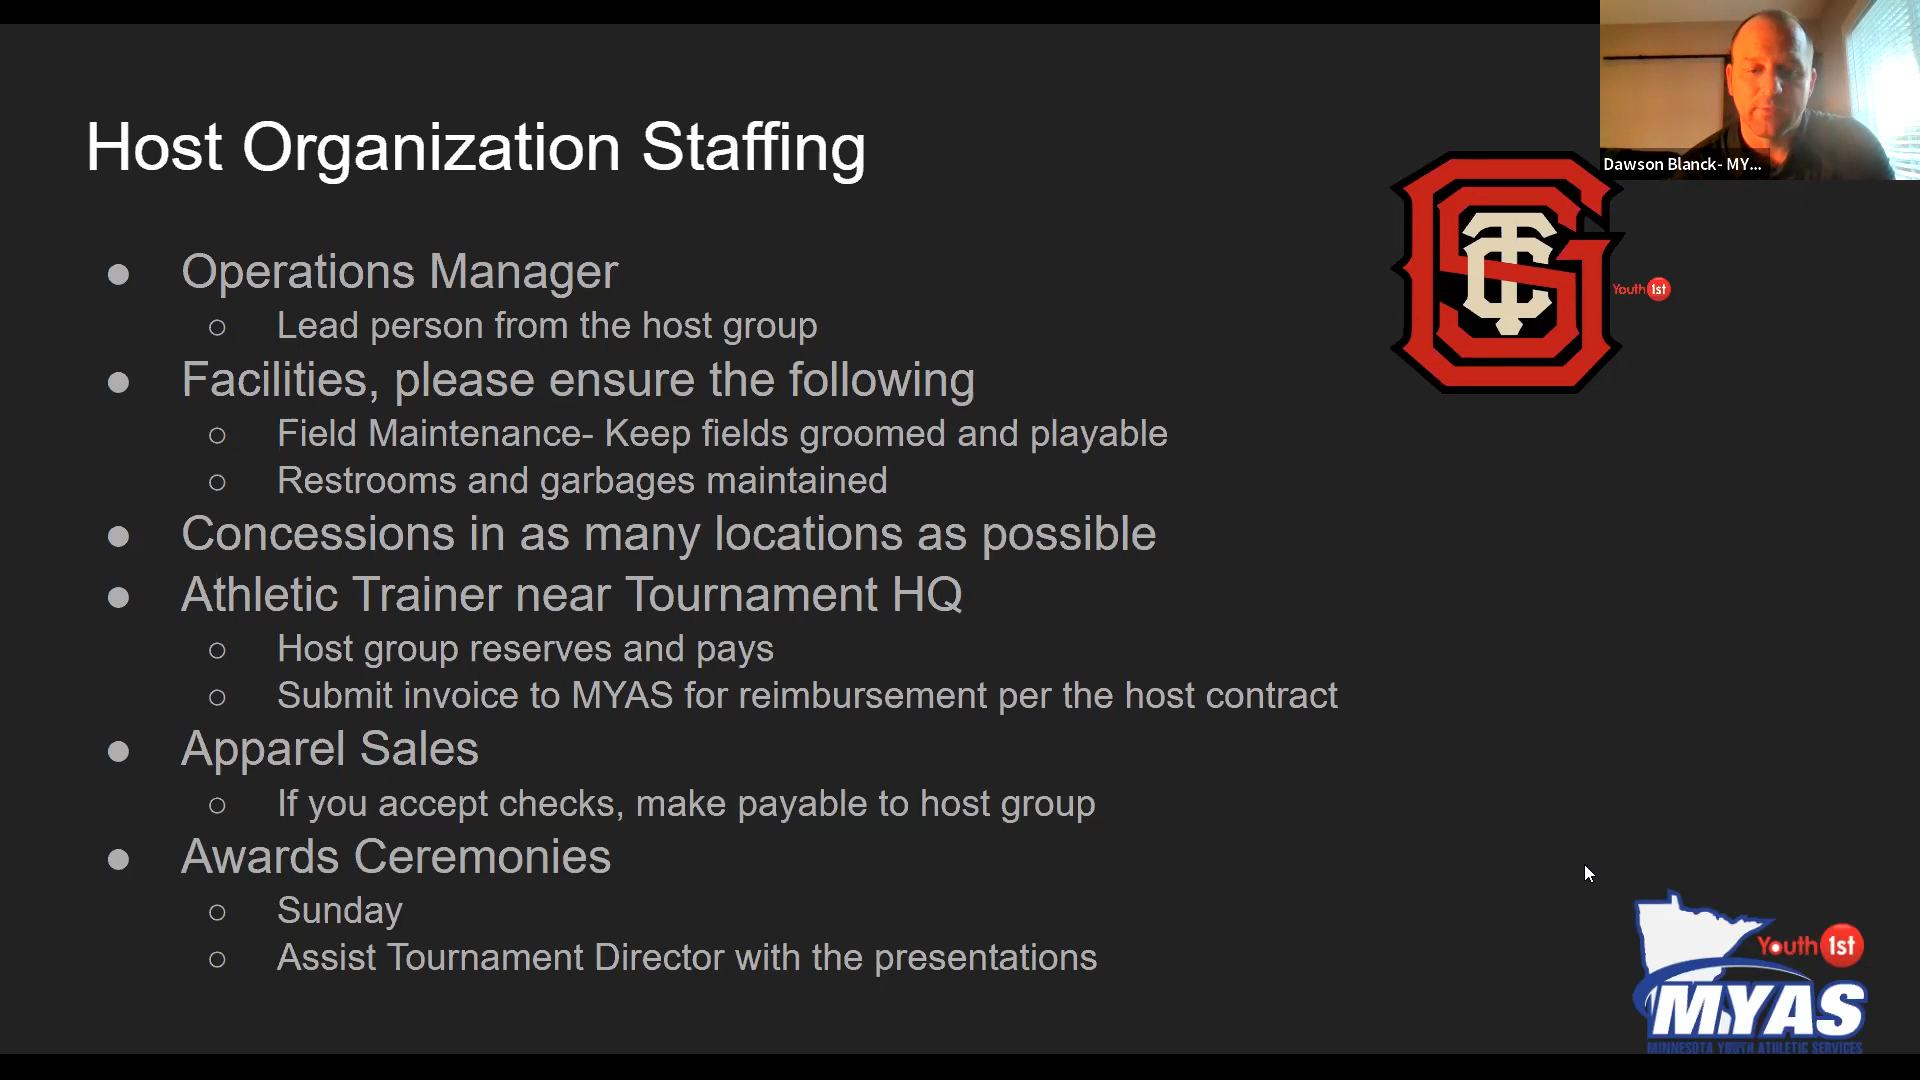 Host Organization Staffing
Dawson Blanck- MY...
Youth 1st
● Operations Manager
○ Lead person from the host group
● Facilities, please ensure the following
○ Field Maintenance- Keep fields groomed and playable
○ Restrooms and garbages maintained
● Concessions in as many locations as possible
● Athletic Trainer near Tournament HQ
○ Host group reserves and pays
○ Submit invoice to MYAS for reimbursement per the host contract
● Apparel Sales
○ If you accept checks, make payable to host group
● Awards Ceremonies
○ Sunday
○ Assist Tournament Director with the presentations
Youth 1st
MYAS
MINNESOTA YOUTH ATHLETIC SERVICES